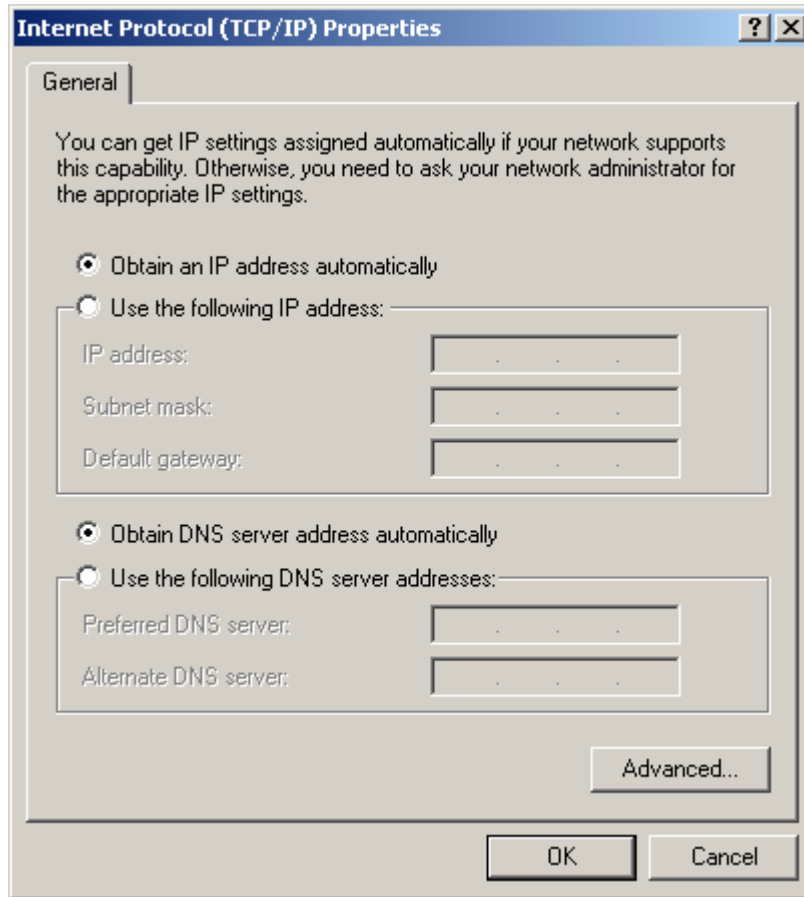 Internet Protocol (TCP/IP) Properties
General
You can get IP settings assigned automatically if your network supports
this capability. Otherwise, you need to ask your network administrator for
the appropriate IP settings.
Obtain an IP address automatically
Use the following IP address:
IP address:
Subnet mask:
Default gateway:
Obtain DNS server address automatically
Use the following DNS server addresses:
Preferred DNS server:
Alternate DNS server:
Advanced...
OK Cancel